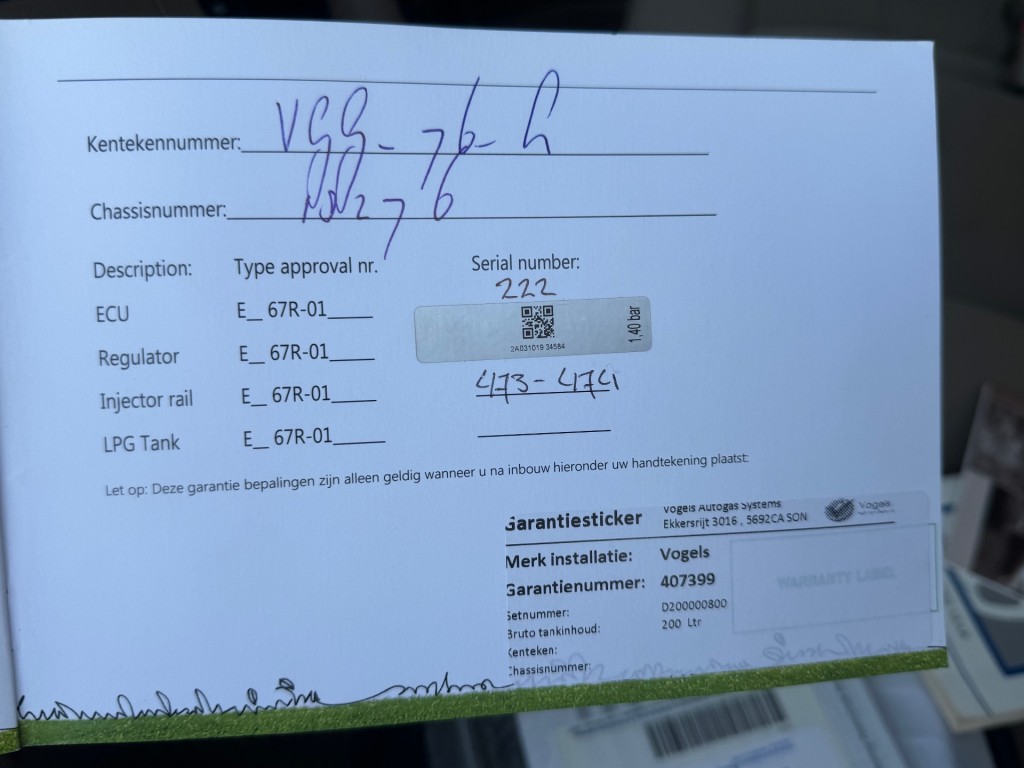 Kentekennummer: VGG-76-G
Chassisnummer: 276
Description: Type approval nr. Serial number:
ECU E_ 67R-01____ 222
Regulator E_ 67R-01____ 2A031019 34584 1,40 bar
Injector rail E_ 67R-01____ 473-474
LPG Tank E_ 67R-01____
Let op: Deze garantie bepalingen zijn alleen geldig wanneer u na inbouw hieronder uw handtekening plaatst:
Garantiesticker Vogels Autogas Systems Vogels
Ekkersrijt 3016 , 5692CA SON
Merk installatie: Vogels
Garantienummer: 407399 WARRANTY LABEL
Setnummer: D200000800
Bruto tankinhoud: 200 Ltr
Kenteken:
Chassisnummer: